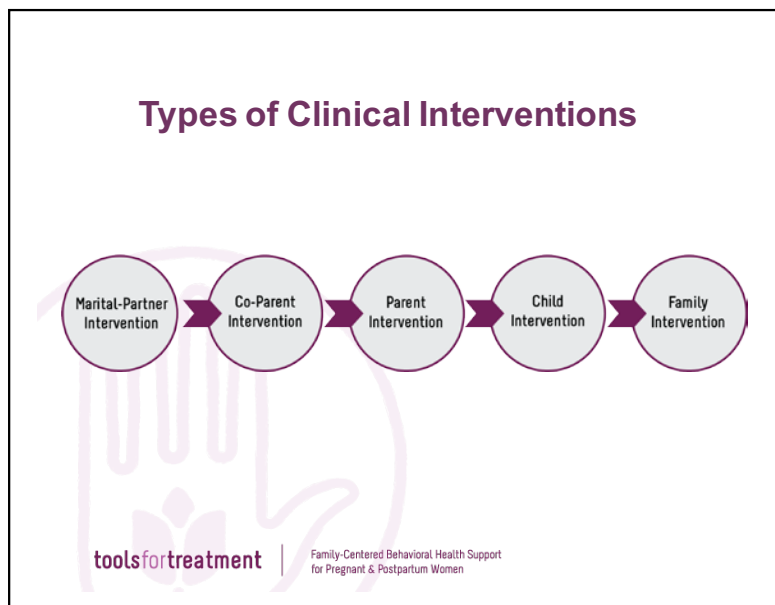 Types of Clinical Interventions
Marital-Partner
Intervention
Co-Parent
Intervention
Parent
Intervention
Child
Intervention
Family
Intervention
toolsfortreatment
Family-Centered Behavioral Health Support
for Pregnant & Postpartum Women